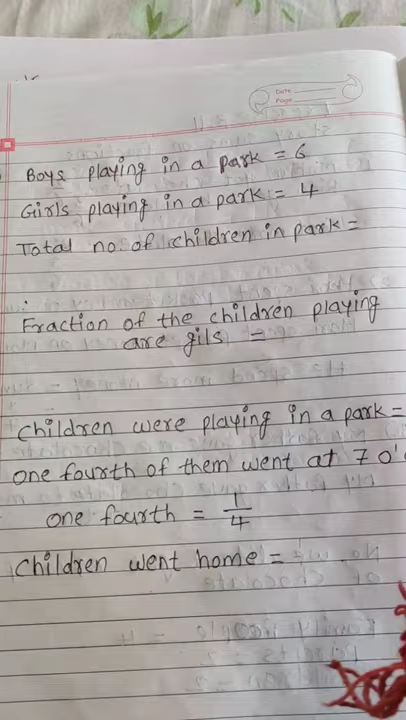 Date
Page
Boys playing in a park = 6
Girls playing in a park = 4
Total no. of children in park =
Fraction of the children playing
are gils =
Children were playing in a park =
one fourth of them went at 7 0'
one fourth = 1/4
Children went home =